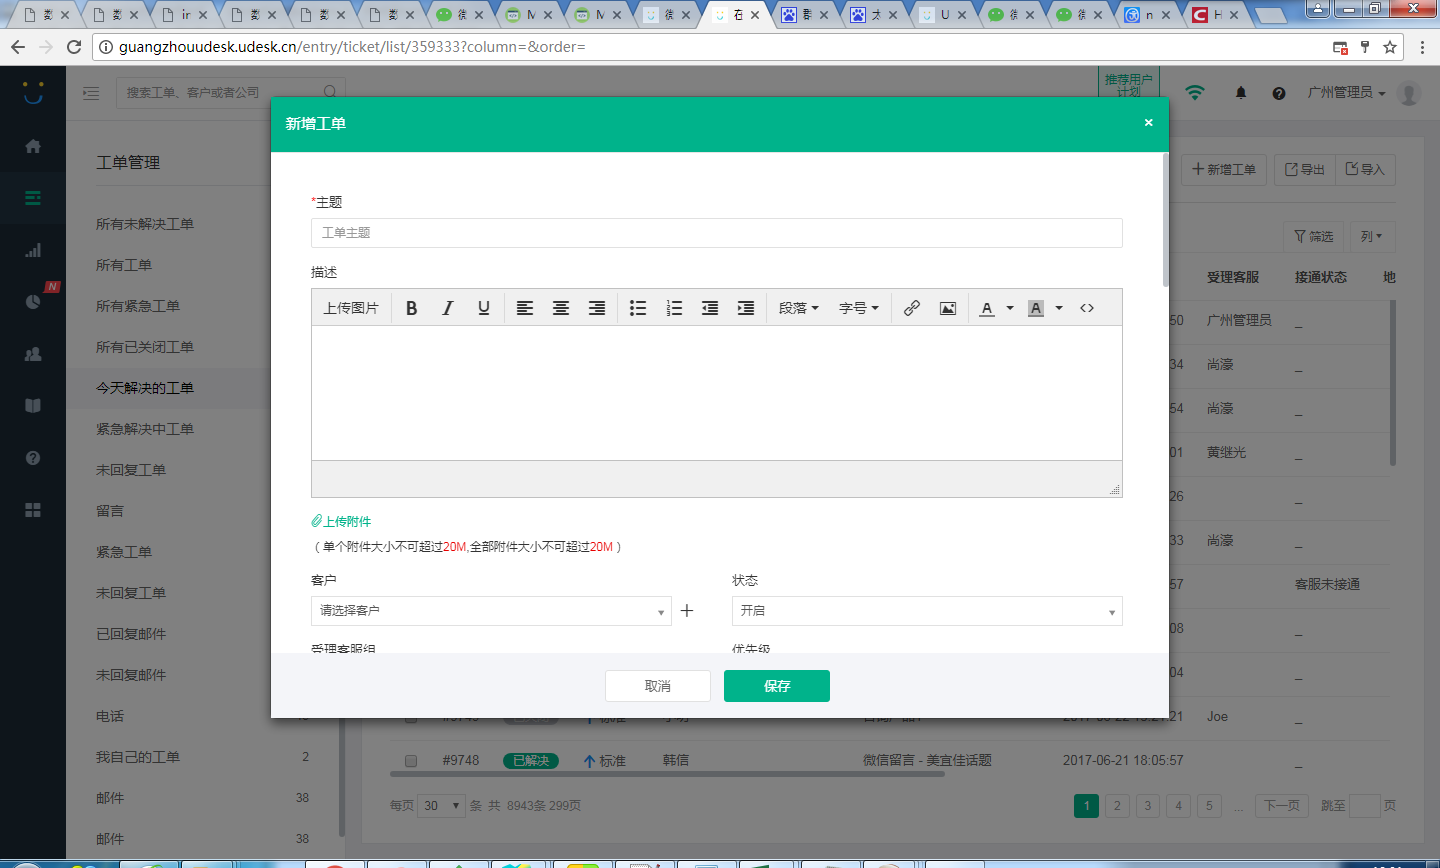 guangzhouudesk.udesk.cn/entry/ticket/list/359333?column=&order=
搜索工单、客户或者公司
推荐用户
计划
广州管理员
新增工单
×
工单管理
新增工单
导出
导入
所有未解决工单
所有工单
所有紧急工单
所有已关闭工单
今天解决的工单
紧急解决中工单
未回复工单
留言
紧急工单
未回复工单
已回复邮件
未回复邮件
电话
我自己的工单 2
邮件 38
邮件 38
N
*主题
工单主题
描述
上传图片 B I U 段落 字号 A A <>
上传附件
(单个附件大小不可超过20M,全部附件大小不可超过20M)
客户 状态
请选择客户 开启
受理客服组 优先级
取消 保存
筛选 列
受理客服 接通状态 地
50 广州管理员 _
34 尚濠 _
54 尚濠 _
01 黄继光 _
26 _
33 尚濠 _
57 客服未接通
08 _
04 _
21 Joe _
#9748 已解决 标准 韩信 微信留言 - 美宜佳话题 2017-06-21 18:05:57 _
每页 30 条 共 8943条 299页
1 2 3 4 5 ... 下一页 跳至 页